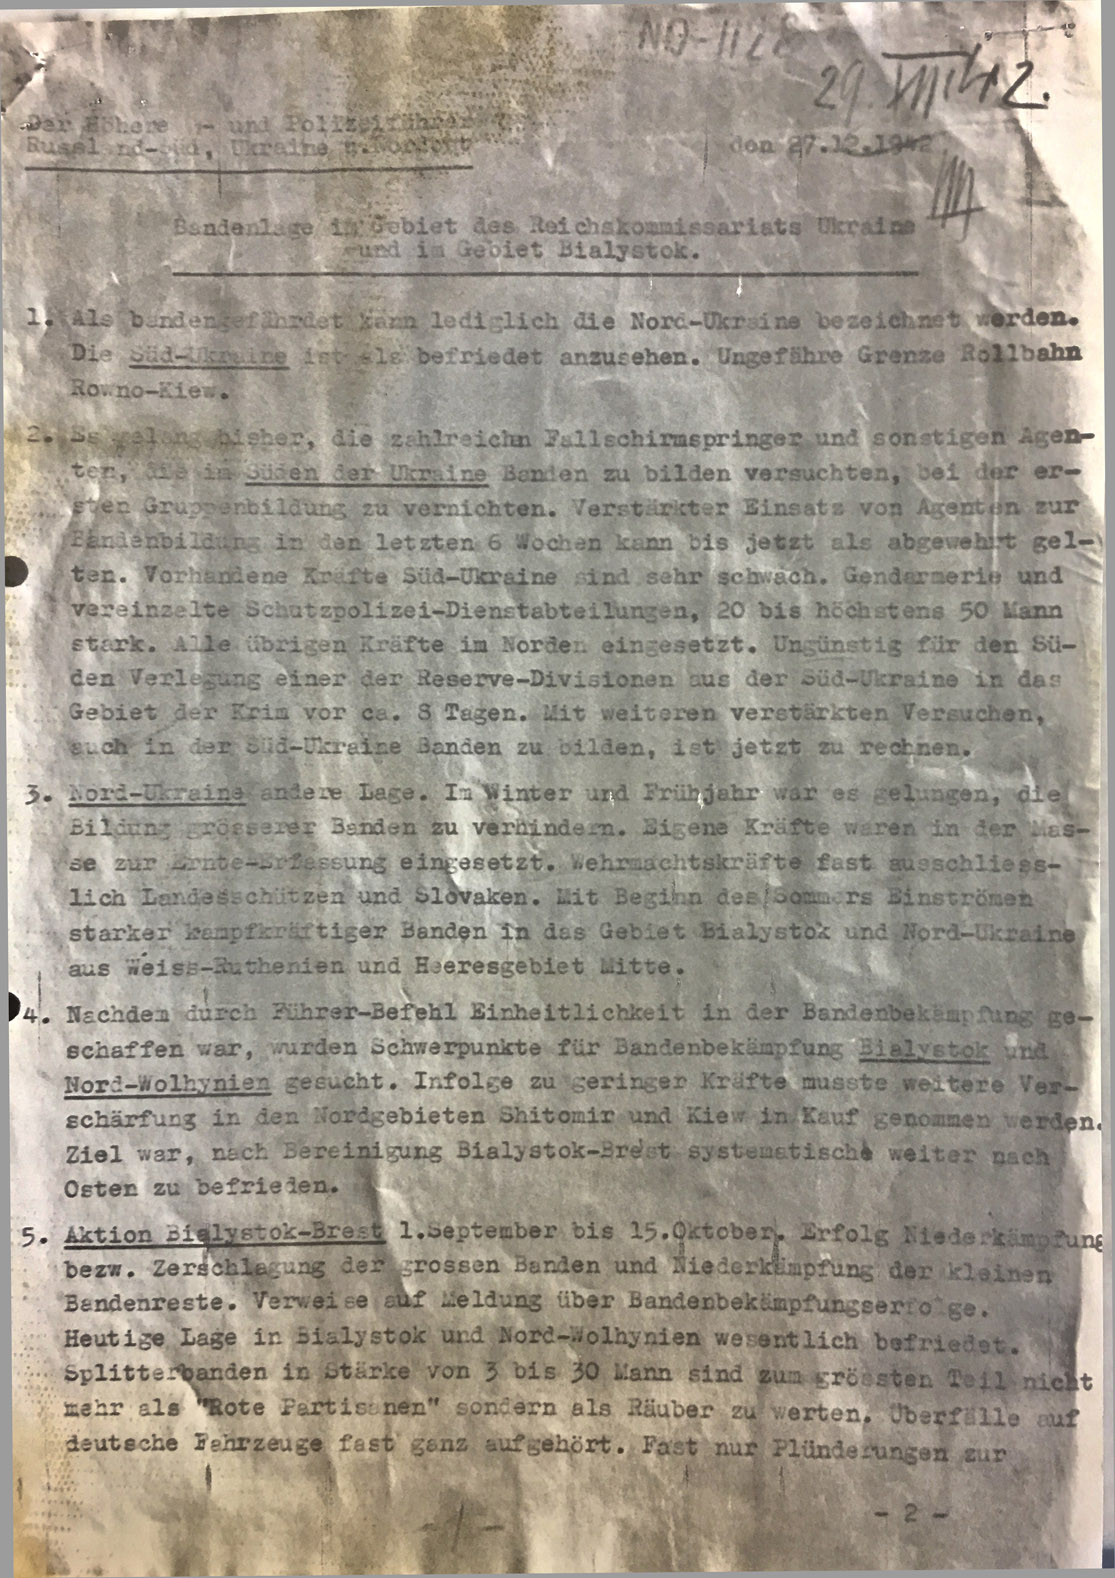 NO-1128
29.XII.42.
Der Höhere - und Polizeiführer
Russland-Süd, Ukraine u.Nordost
den 27.12.1942
Bandenlage im Gebiet des Reichskommissariats Ukraine
und im Gebiet Bialystok.
1. Als bandengefährdet kann lediglich die Nord-Ukraine bezeichnet werden.
Die Süd-Ukraine ist als befriedet anzusehen. Ungefähre Grenze Rollbahn
Rowno-Kiew.
2. Es gelang bisher, die zahlreichn Fallschirmspringer und sonstigen Agen-
ten, die im Süden der Ukraine Banden zu bilden versuchten, bei der er-
sten Gruppenbildung zu vernichten. Verstärkter Einsatz von Agenten zur
Bandenbildung in den letzten 6 Wochen kann bis jetzt als abgewehrt gel-
ten. Vorhandene Kräfte Süd-Ukraine sind sehr schwach. Gendarmerie und
vereinzelte Schutzpolizei-Dienstabteilungen, 20 bis höchstens 50 Mann
stark. Alle übrigen Kräfte im Norden eingesetzt. Ungünstig für den Sü-
den Verlegung einer der Reserve-Divisionen aus der Süd-Ukraine in das
Gebiet der Krim vor ca. 8 Tagen. Mit weiteren verstärkten Versuchen,
auch in der Süd-Ukraine Banden zu bilden, ist jetzt zu rechnen.
3. Nord-Ukraine andere Lage. Im Winter und Frühjahr war es gelungen, die
Bildung grösserer Banden zu verhindern. Eigene Kräfte waren in der Mas-
se zur Ernte-Erfassung eingesetzt. Wehrmachtskräfte fast ausschliess-
lich Landesschützen und Slovaken. Mit Beginn des Sommers Einströmen
starker kampfkräftiger Banden in das Gebiet Bialystok und Nord-Ukraine
aus Weiss-Ruthenien und Heeresgebiet Mitte.
4. Nachdem durch Führer-Befehl Einheitlichkeit in der Bandenbekämpfung ge-
schaffen war, wurden Schwerpunkte für Bandenbekämpfung Bialystok und
Nord-Wolhynien gesucht. Infolge zu geringer Kräfte musste weitere Ver-
schärfung in den Nordgebieten Shitomir und Kiew in Kauf genommen werden.
Ziel war, nach Bereinigung Bialystok-Brest systematisch weiter nach
Osten zu befrieden.
5. Aktion Bialystok-Brest 1.September bis 15.Oktober. Erfolg Niederkämpfung
bezw. Zerschlagung der grossen Banden und Niederkämpfung der kleinen
Bandenreste. Verweise auf Meldung über Bandenbekämpfungserfolge.
Heutige Lage in Bialystok und Nord-Wolhynien wesentlich befriedet.
Splitterbanden in Stärke von 3 bis 30 Mann sind zum grössten Teil nicht
mehr als "Rote Partisanen" sondern als Räuber zu werten. Überfälle auf
deutsche Fahrzeuge fast ganz aufgehört. Fast nur Plünderungen zur
- 2 -
- 1 -